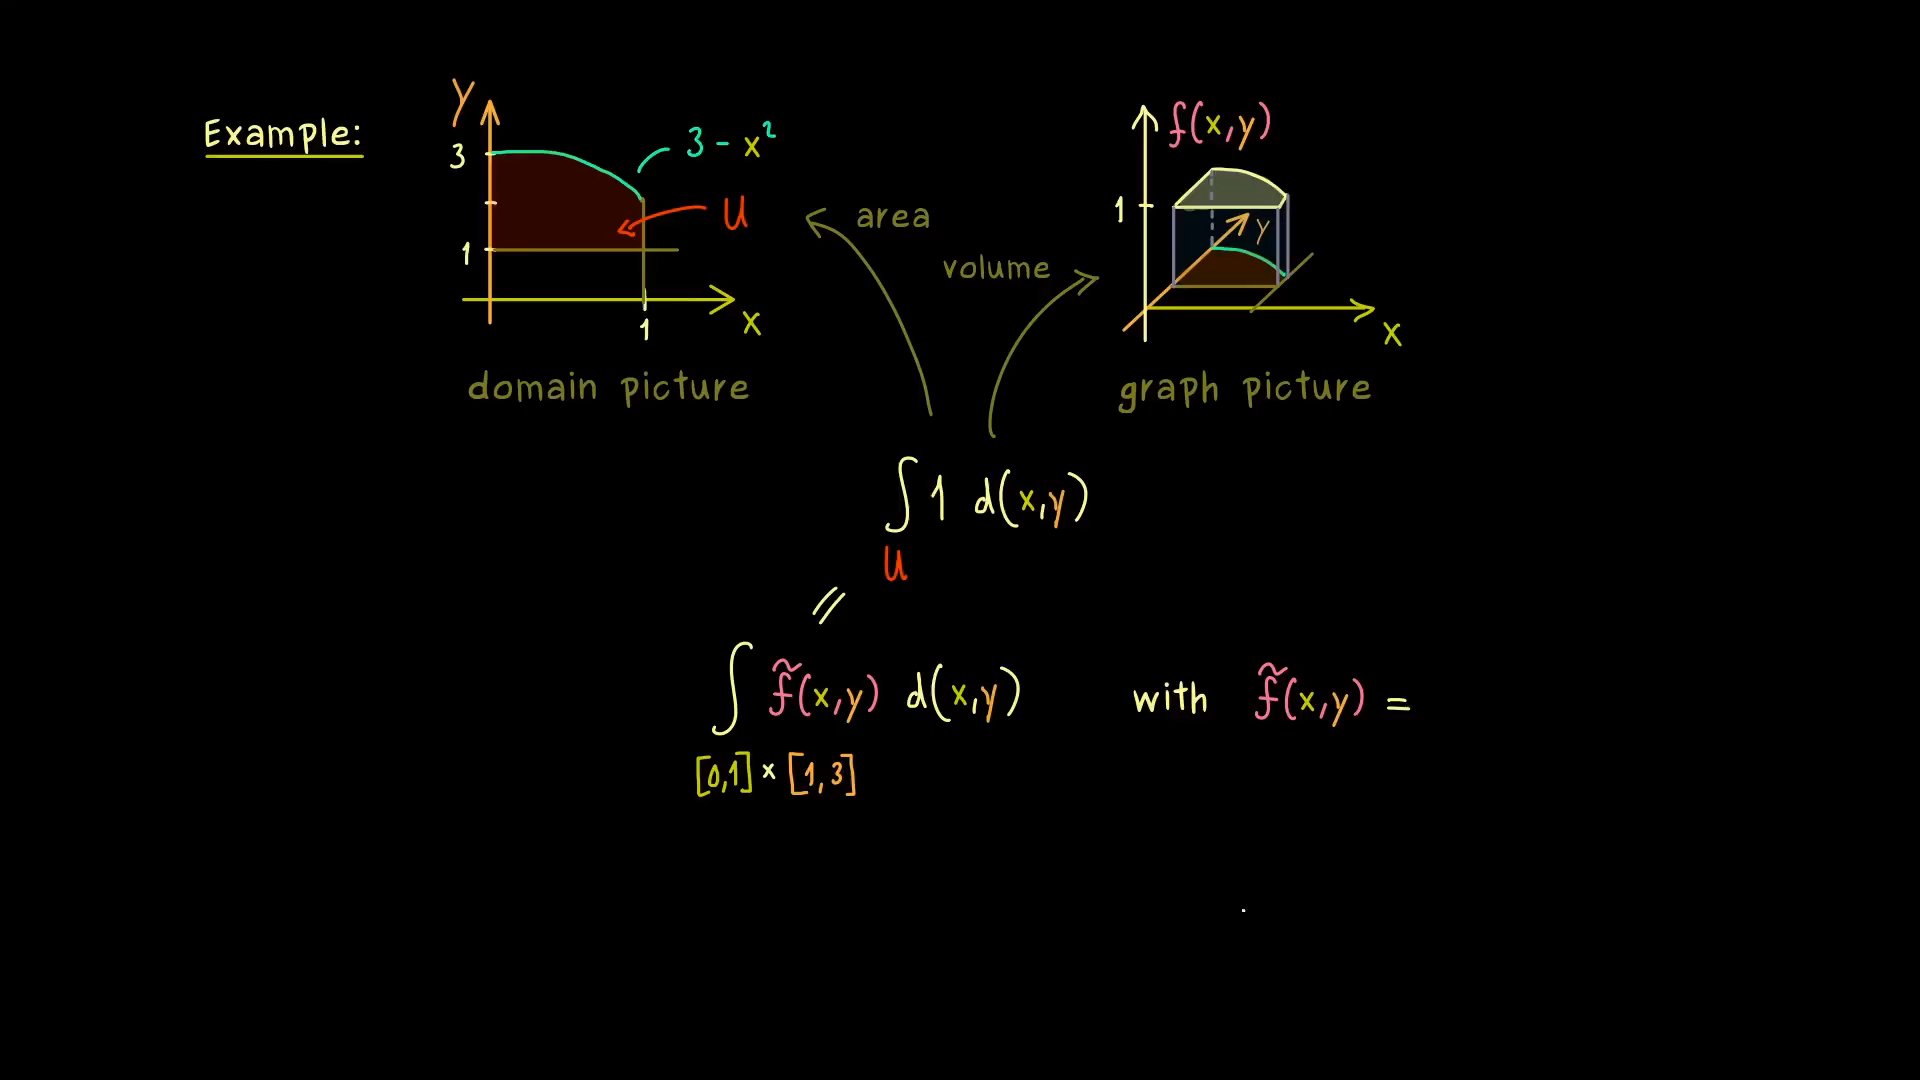 Example:
y
3
1
3 - x²
U
1
x
domain picture
area
volume
f(x,y)
1
y
x
graph picture
∫ 1 d(x,y)
U
//
∫ f̃(x,y) d(x,y) with f̃(x,y) =
[0,1] × [1,3]